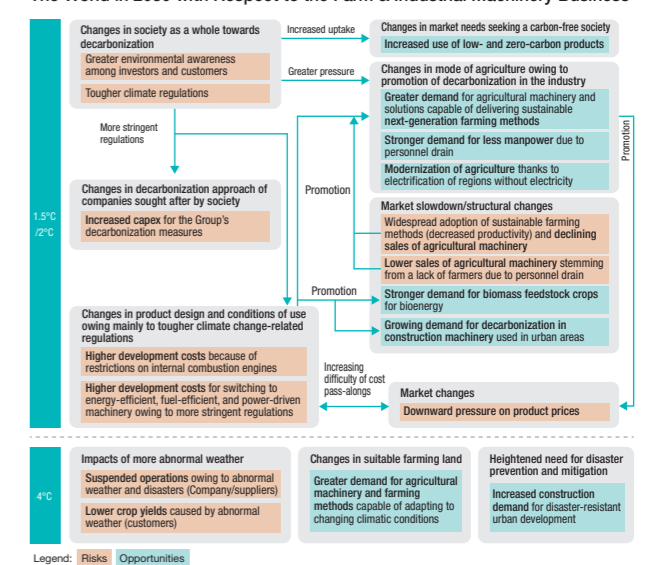 The World in 2030 with Respect to the Farm & Industrial Machinery Business
1.5°C
/2°C
Changes in society as a whole towards
decarbonization
Greater environmental awareness
among investors and customers
Tougher climate regulations
Increased uptake
Greater pressure
Changes in market needs seeking a carbon-free society
Increased use of low- and zero-carbon products
Changes in mode of agriculture owing to
promotion of decarbonization in the industry
Greater demand for agricultural machinery and
solutions capable of delivering sustainable
next-generation farming methods
Stronger demand for less manpower due to
personnel drain
Modernization of agriculture thanks to
electrification of regions without electricity
Promotion
More stringent
regulations
Changes in decarbonization approach of
companies sought after by society
Increased capex for the Group's
decarbonization measures
Promotion
Market slowdown/structural changes
Widespread adoption of sustainable farming
methods (decreased productivity) and declining
sales of agricultural machinery
Lower sales of agricultural machinery stemming
from a lack of farmers due to personnel drain
Stronger demand for biomass feedstock crops
for bioenergy
Growing demand for decarbonization in
construction machinery used in urban areas
Promotion
Changes in product design and conditions of use
owing mainly to tougher climate change-related
regulations
Higher development costs because of
restrictions on internal combustion engines
Higher development costs for switching to
energy-efficient, fuel-efficient, and power-driven
machinery owing to more stringent regulations
Increasing
difficulty of cost
pass-alongs
Market changes
Downward pressure on product prices
4°C
Impacts of more abnormal weather
Suspended operations owing to abnormal
weather and disasters (Company/suppliers)
Lower crop yields caused by abnormal
weather (customers)
Changes in suitable farming land
Greater demand for agricultural
machinery and farming
methods capable of adapting to
changing climatic conditions
Heightened need for disaster
prevention and mitigation
Increased construction
demand for disaster-resistant
urban development
Legend: Risks Opportunities